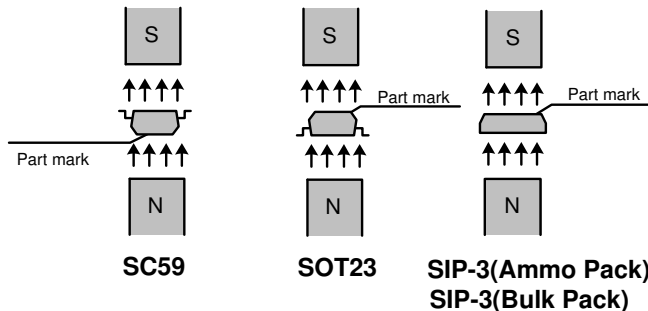 S
S
S
Part mark
Part mark
Part mark
N
N
N
SC59
SOT23
SIP-3(Ammo Pack)
SIP-3(Bulk Pack)